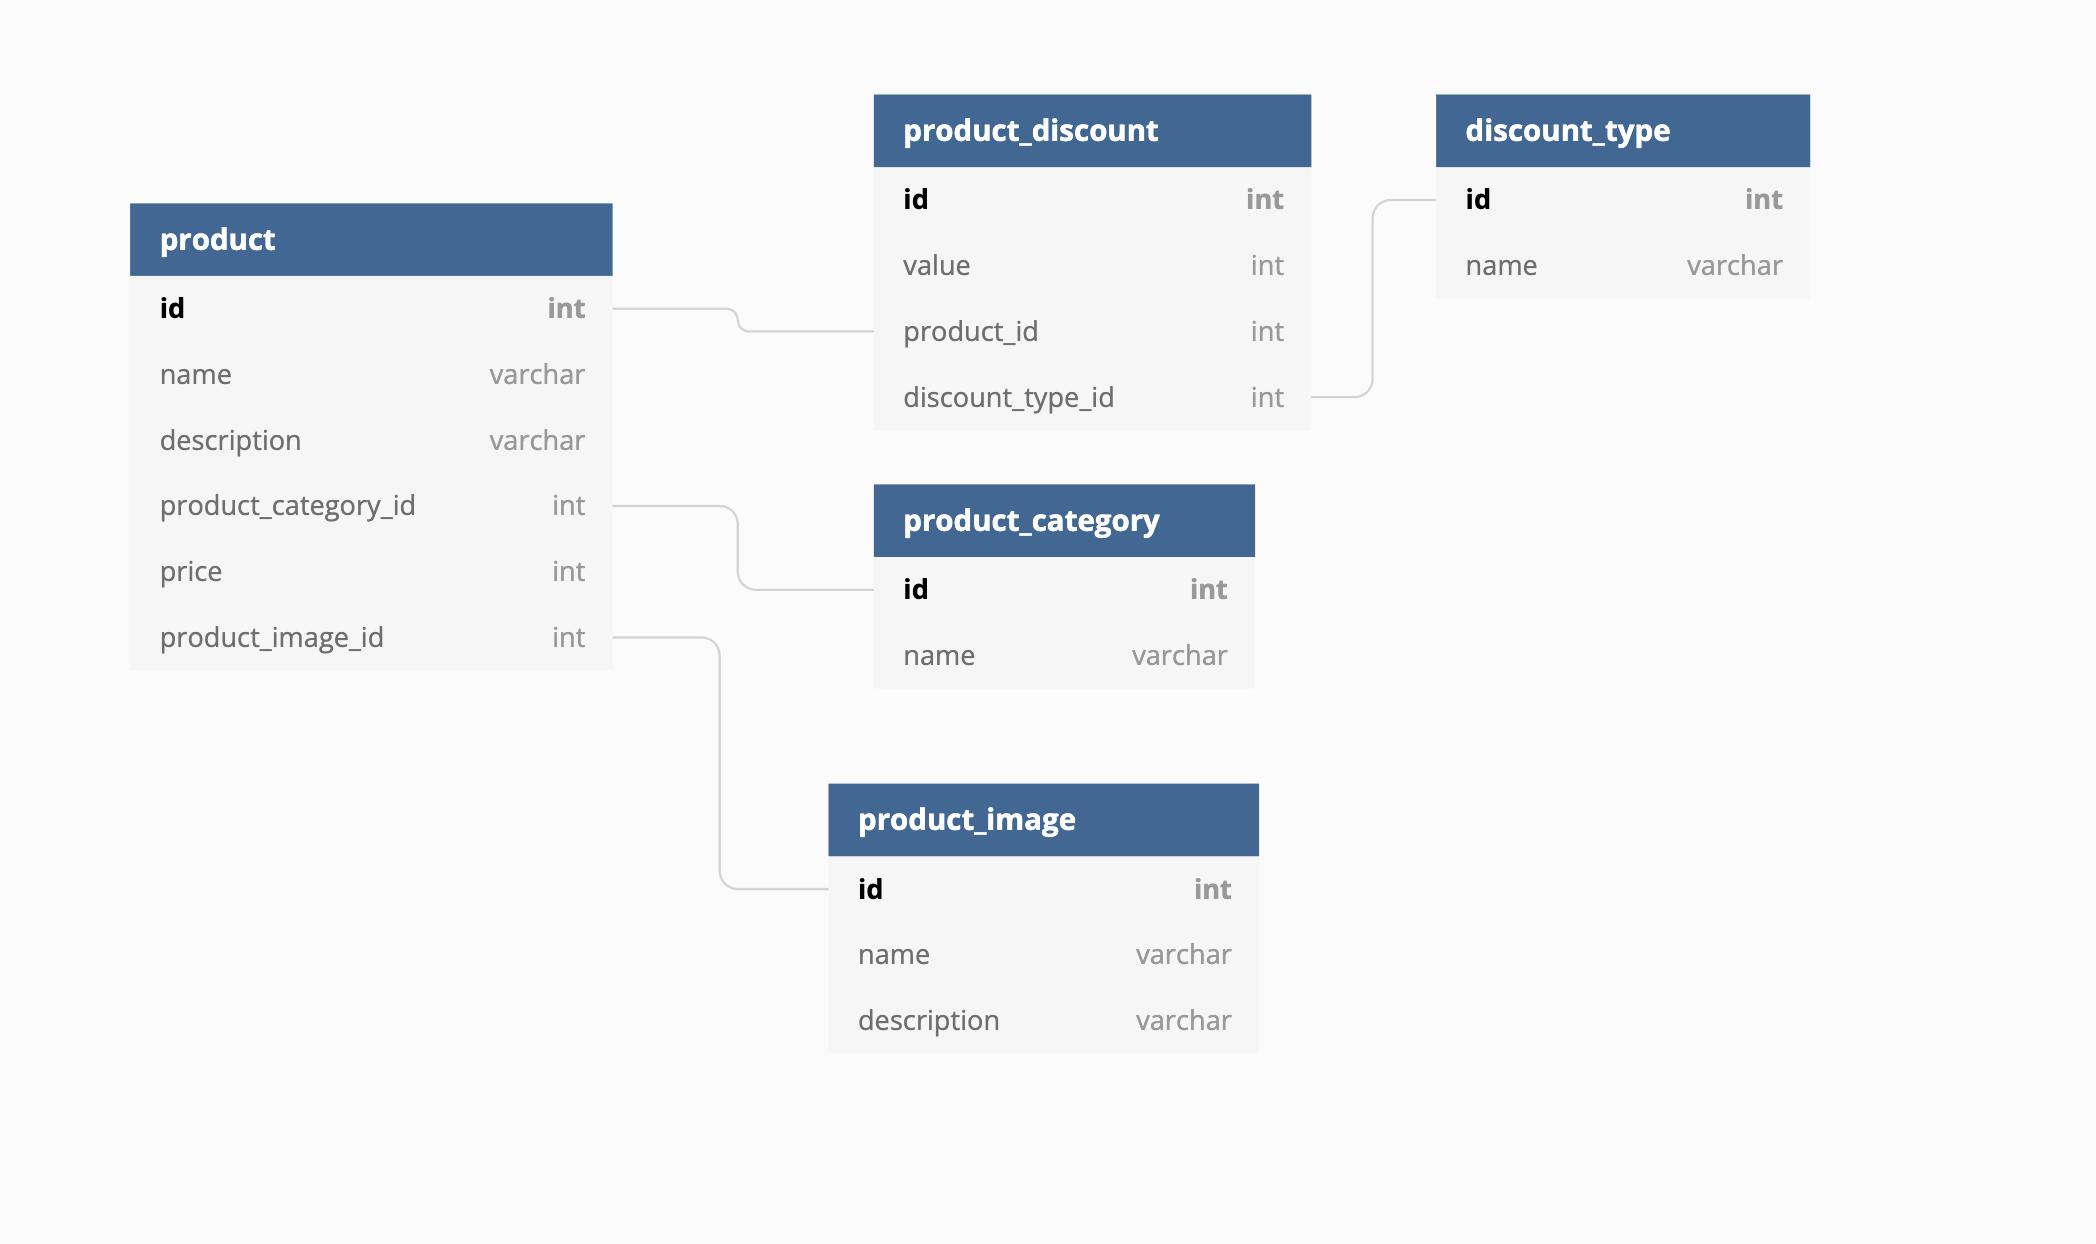 product
id int
name varchar
description varchar
product_category_id int
price int
product_image_id int
product_discount
id int
value int
product_id int
discount_type_id int
discount_type
id int
name varchar
product_category
id int
name varchar
product_image
id int
name varchar
description varchar